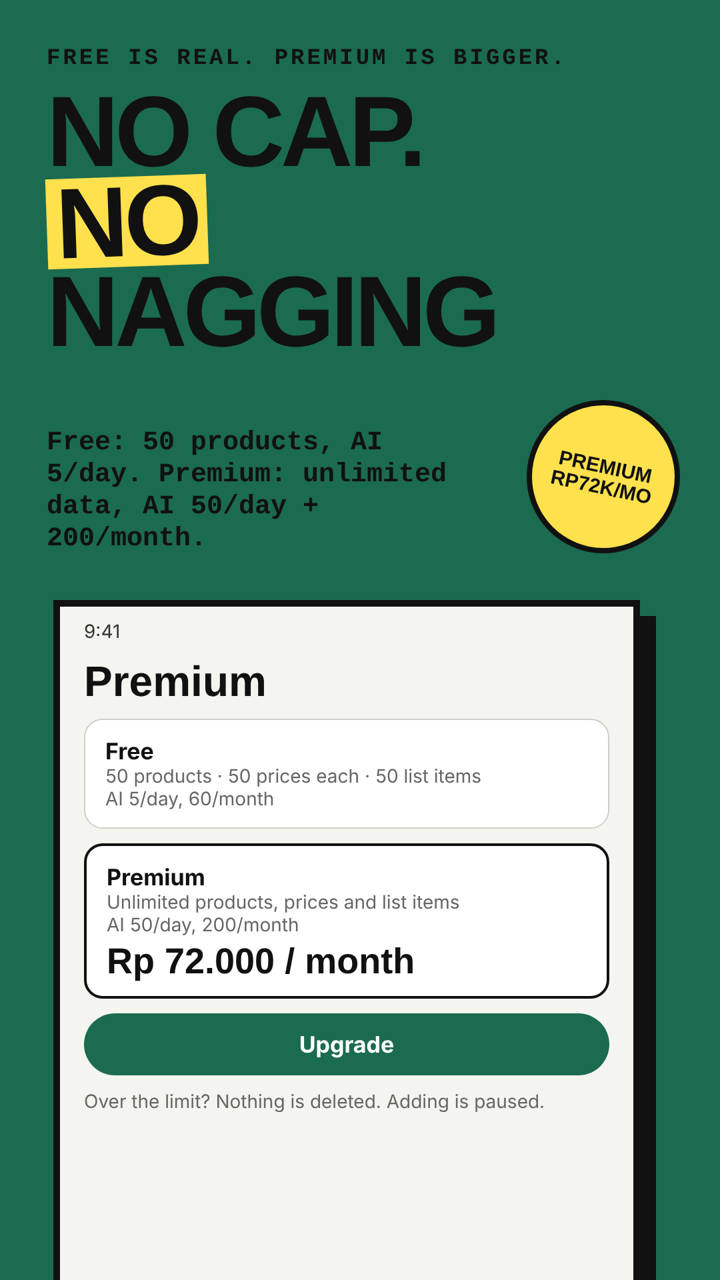 FREE IS REAL. PREMIUM IS BIGGER.
NO CAP.
NO
NAGGING
Free: 50 products, AI
5/day. Premium: unlimited
data, AI 50/day +
200/month.
PREMIUM
RP72K/MO
9:41
Premium
Free
50 products · 50 prices each · 50 list items
AI 5/day, 60/month
Premium
Unlimited products, prices and list items
AI 50/day, 200/month
Rp 72.000 / month
Upgrade
Over the limit? Nothing is deleted. Adding is paused.